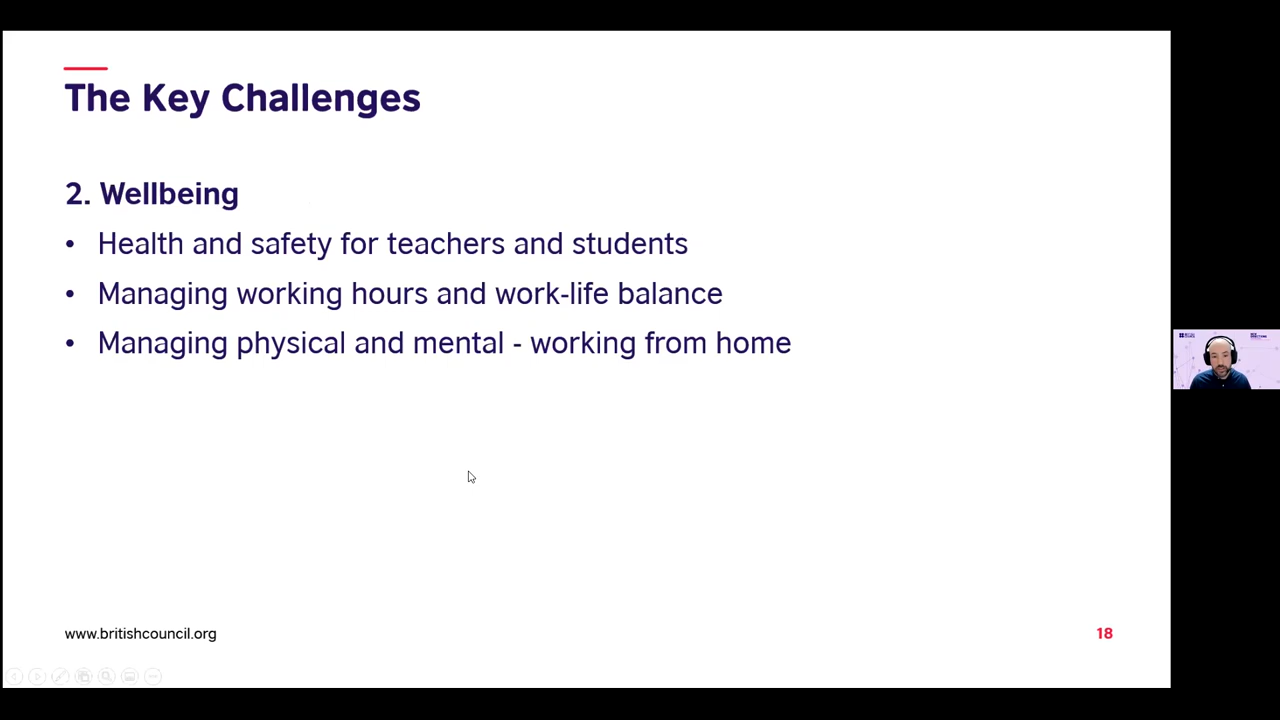 The Key Challenges
2. Wellbeing
• Health and safety for teachers and students
• Managing working hours and work-life balance
• Managing physical and mental - working from home
www.britishcouncil.org
18